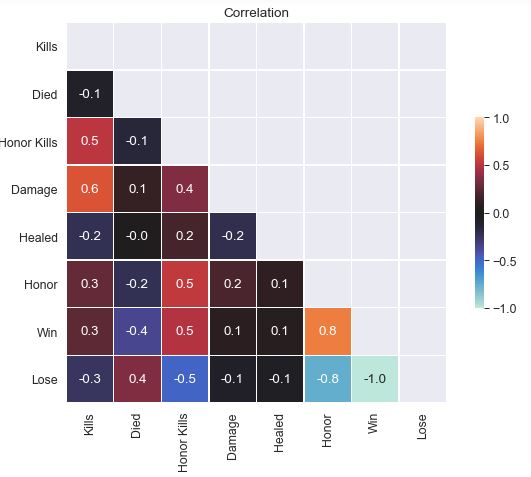 Correlation
Kills
Died -0.1
Honor Kills 0.5 -0.1
Damage 0.6 0.1 0.4
Healed -0.2 -0.0 0.2 -0.2
Honor 0.3 -0.2 0.5 0.2 0.1
Win 0.3 -0.4 0.5 0.1 0.1 0.8
Lose -0.3 0.4 -0.5 -0.1 -0.1 -0.8 -1.0
Kills Died Honor Kills Damage Healed Honor Win Lose
1.0
0.5
0.0
−0.5
−1.0